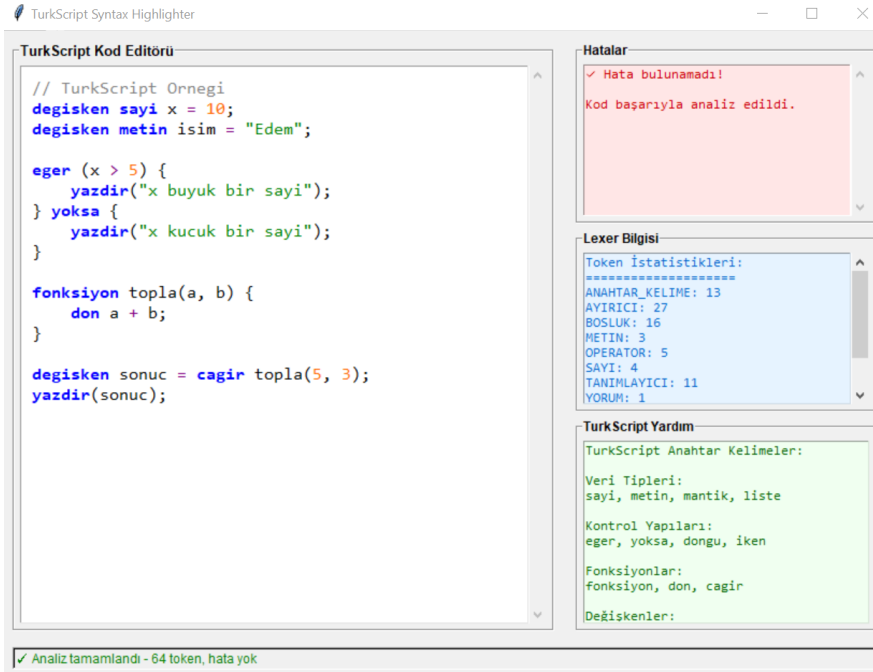 TurkScript Syntax Highlighter
TurkScript Kod Editörü
// TurkScript Ornegi
degisken sayi x = 10;
degisken metin isim = "Edem";
eger (x > 5) {
    yazdir("x buyuk bir sayi");
} yoksa {
    yazdir("x kucuk bir sayi");
}
fonksiyon topla(a, b) {
    don a + b;
}
degisken sonuc = cagir topla(5, 3);
yazdir(sonuc);
Hatalar
✓ Hata bulunamadı!
Kod başarıyla analiz edildi.
Lexer Bilgisi
Token İstatistikleri:
====================
ANAHTAR_KELIME: 13
AYIRICI: 27
BOSLUK: 16
METIN: 3
OPERATOR: 5
SAYI: 4
TANIMLAYICI: 11
YORUM: 1
TurkScript Yardım
TurkScript Anahtar Kelimeler:
Veri Tipleri:
sayi, metin, mantik, liste
Kontrol Yapıları:
eger, yoksa, dongu, iken
Fonksiyonlar:
fonksiyon, don, cagir
Değişkenler:
✓ Analiz tamamlandı - 64 token, hata yok